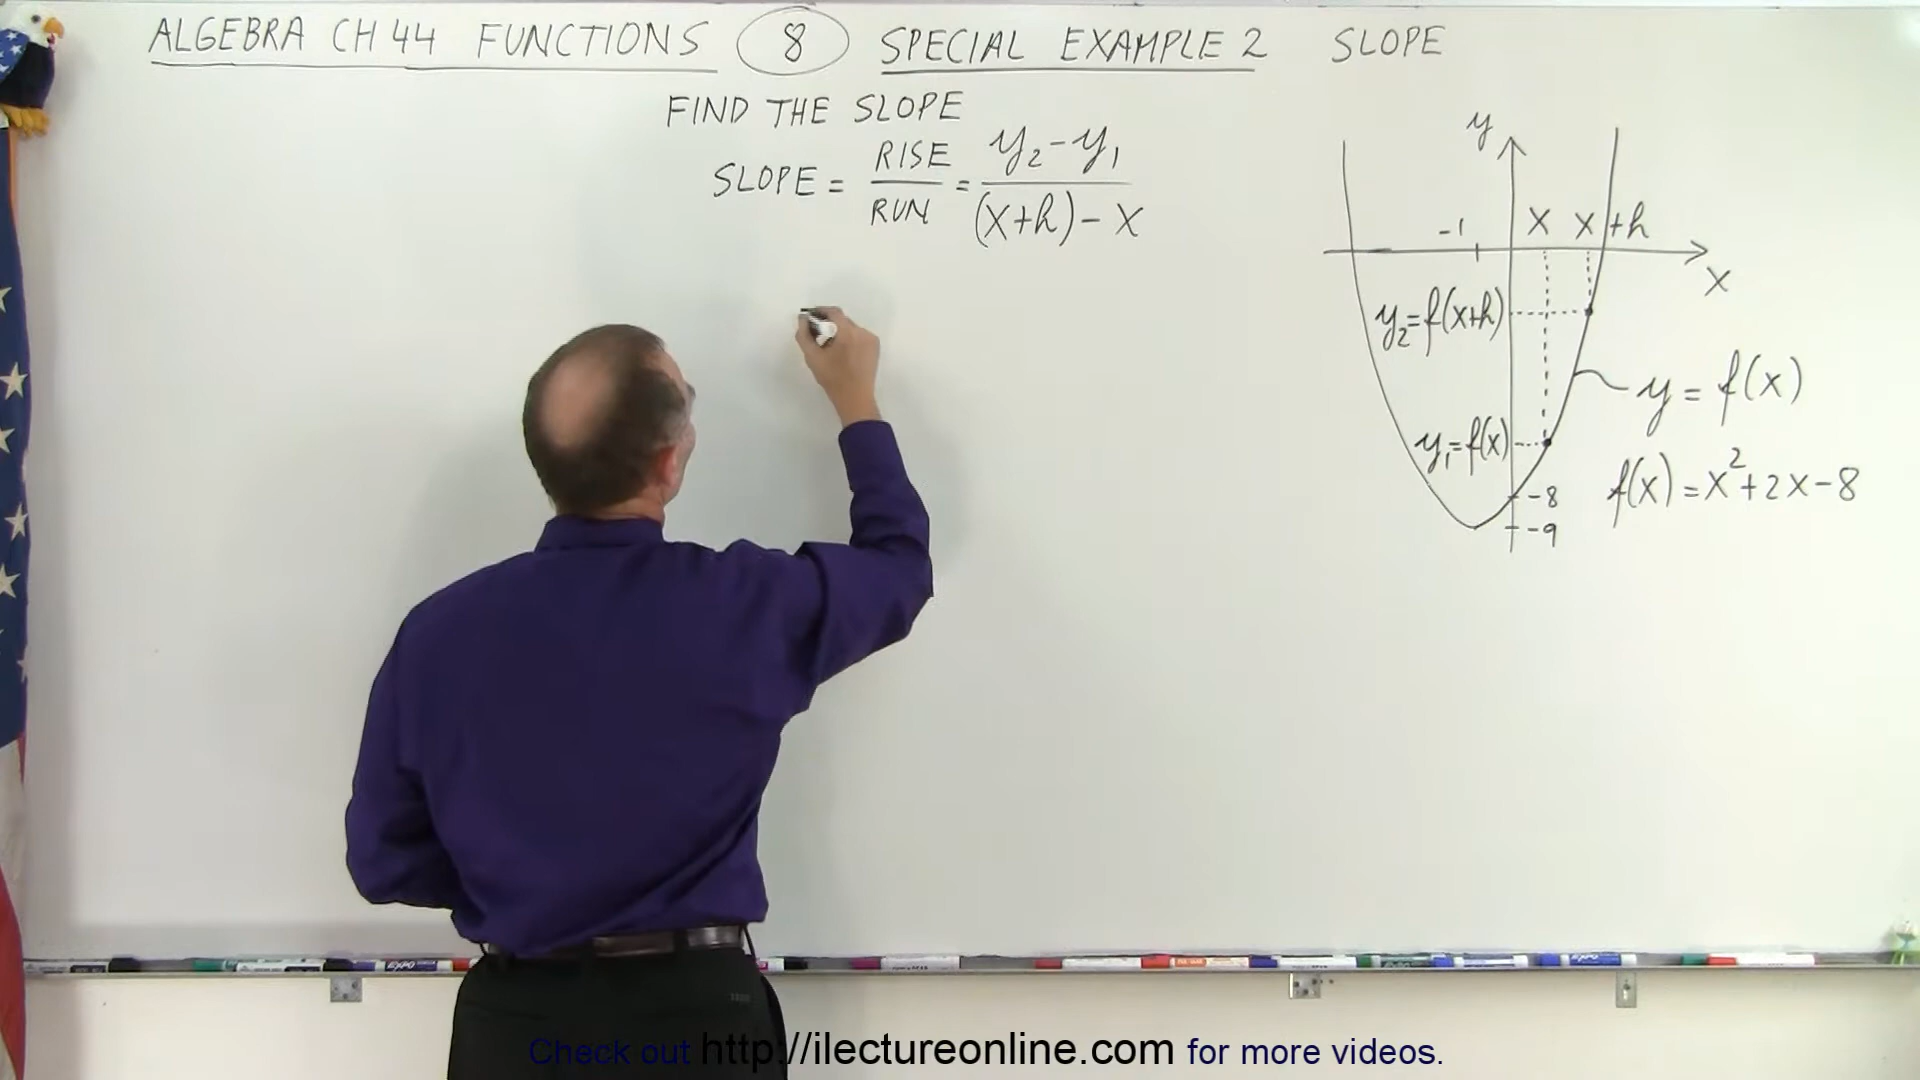 ALGEBRA CH 44 FUNCTIONS 8 SPECIAL EXAMPLE 2 SLOPE
FIND THE SLOPE
SLOPE = RISE/RUN = (y₂-y₁)/((x+h)-x)
y
-1 x x+h
x
y₂=f(x+h)
y = f(x)
y₁=f(x)
f(x)=x²+2x-8
-8
-9
Check out http://ilectureonline.com for more videos.